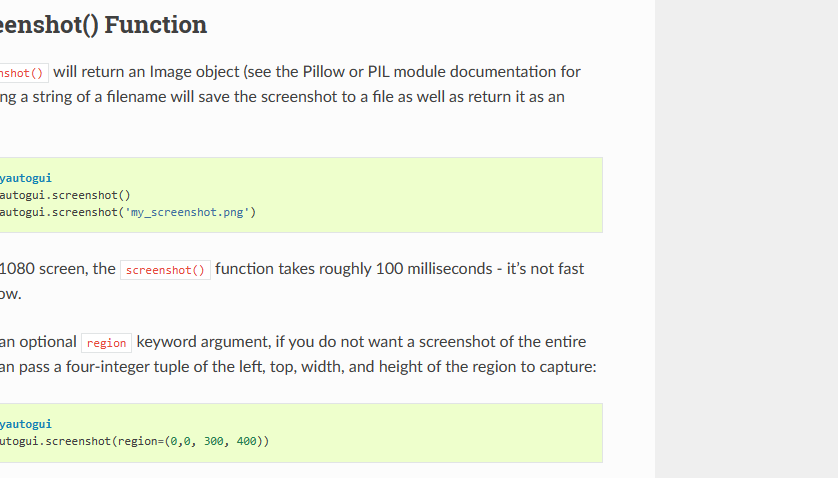 eenshot() Function
nshot() will return an Image object (see the Pillow or PIL module documentation for
ng a string of a filename will save the screenshot to a file as well as return it as an
yautogui
autogui.screenshot()
autogui.screenshot('my_screenshot.png')
1080 screen, the screenshot() function takes roughly 100 milliseconds - it’s not fast
ow.
an optional region keyword argument, if you do not want a screenshot of the entire
an pass a four-integer tuple of the left, top, width, and height of the region to capture:
yautogui
utogui.screenshot(region=(0,0, 300, 400))